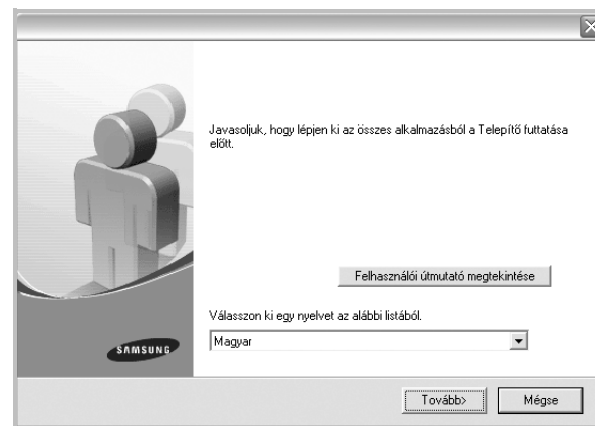 Javasoljuk, hogy lépjen ki az összes alkalmazásból a Telepítő futtatása
előtt.
Felhasználói útmutató megtekintése
Válasszon ki egy nyelvet az alábbi listából.
Magyar
SAMSUNG
Tovább>
Mégse